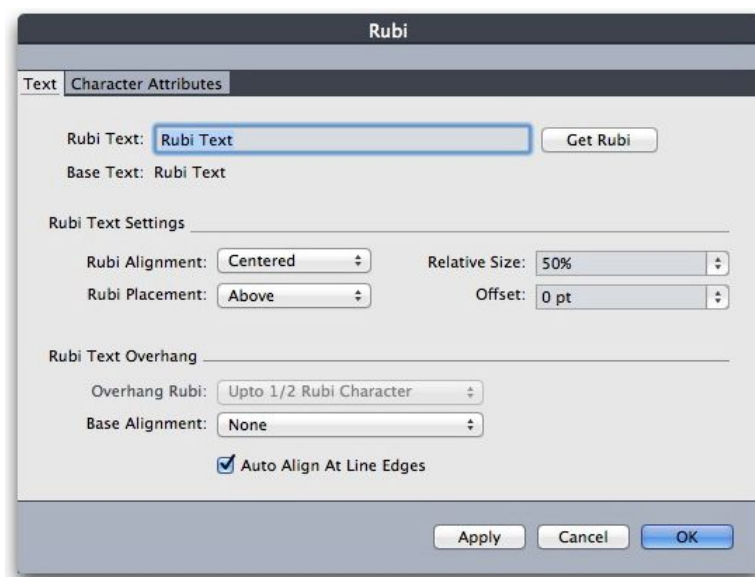 Rubi
Text Character Attributes
Rubi Text: Rubi Text Get Rubi
Base Text: Rubi Text
Rubi Text Settings
Rubi Alignment: Centered Relative Size: 50%
Rubi Placement: Above Offset: 0 pt
Rubi Text Overhang
Overhang Rubi: Upto 1/2 Rubi Character
Base Alignment: None
Auto Align At Line Edges
Apply Cancel OK